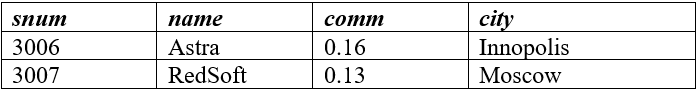 snum name comm city
3006 Astra 0.16 Innopolis
3007 RedSoft 0.13 Moscow